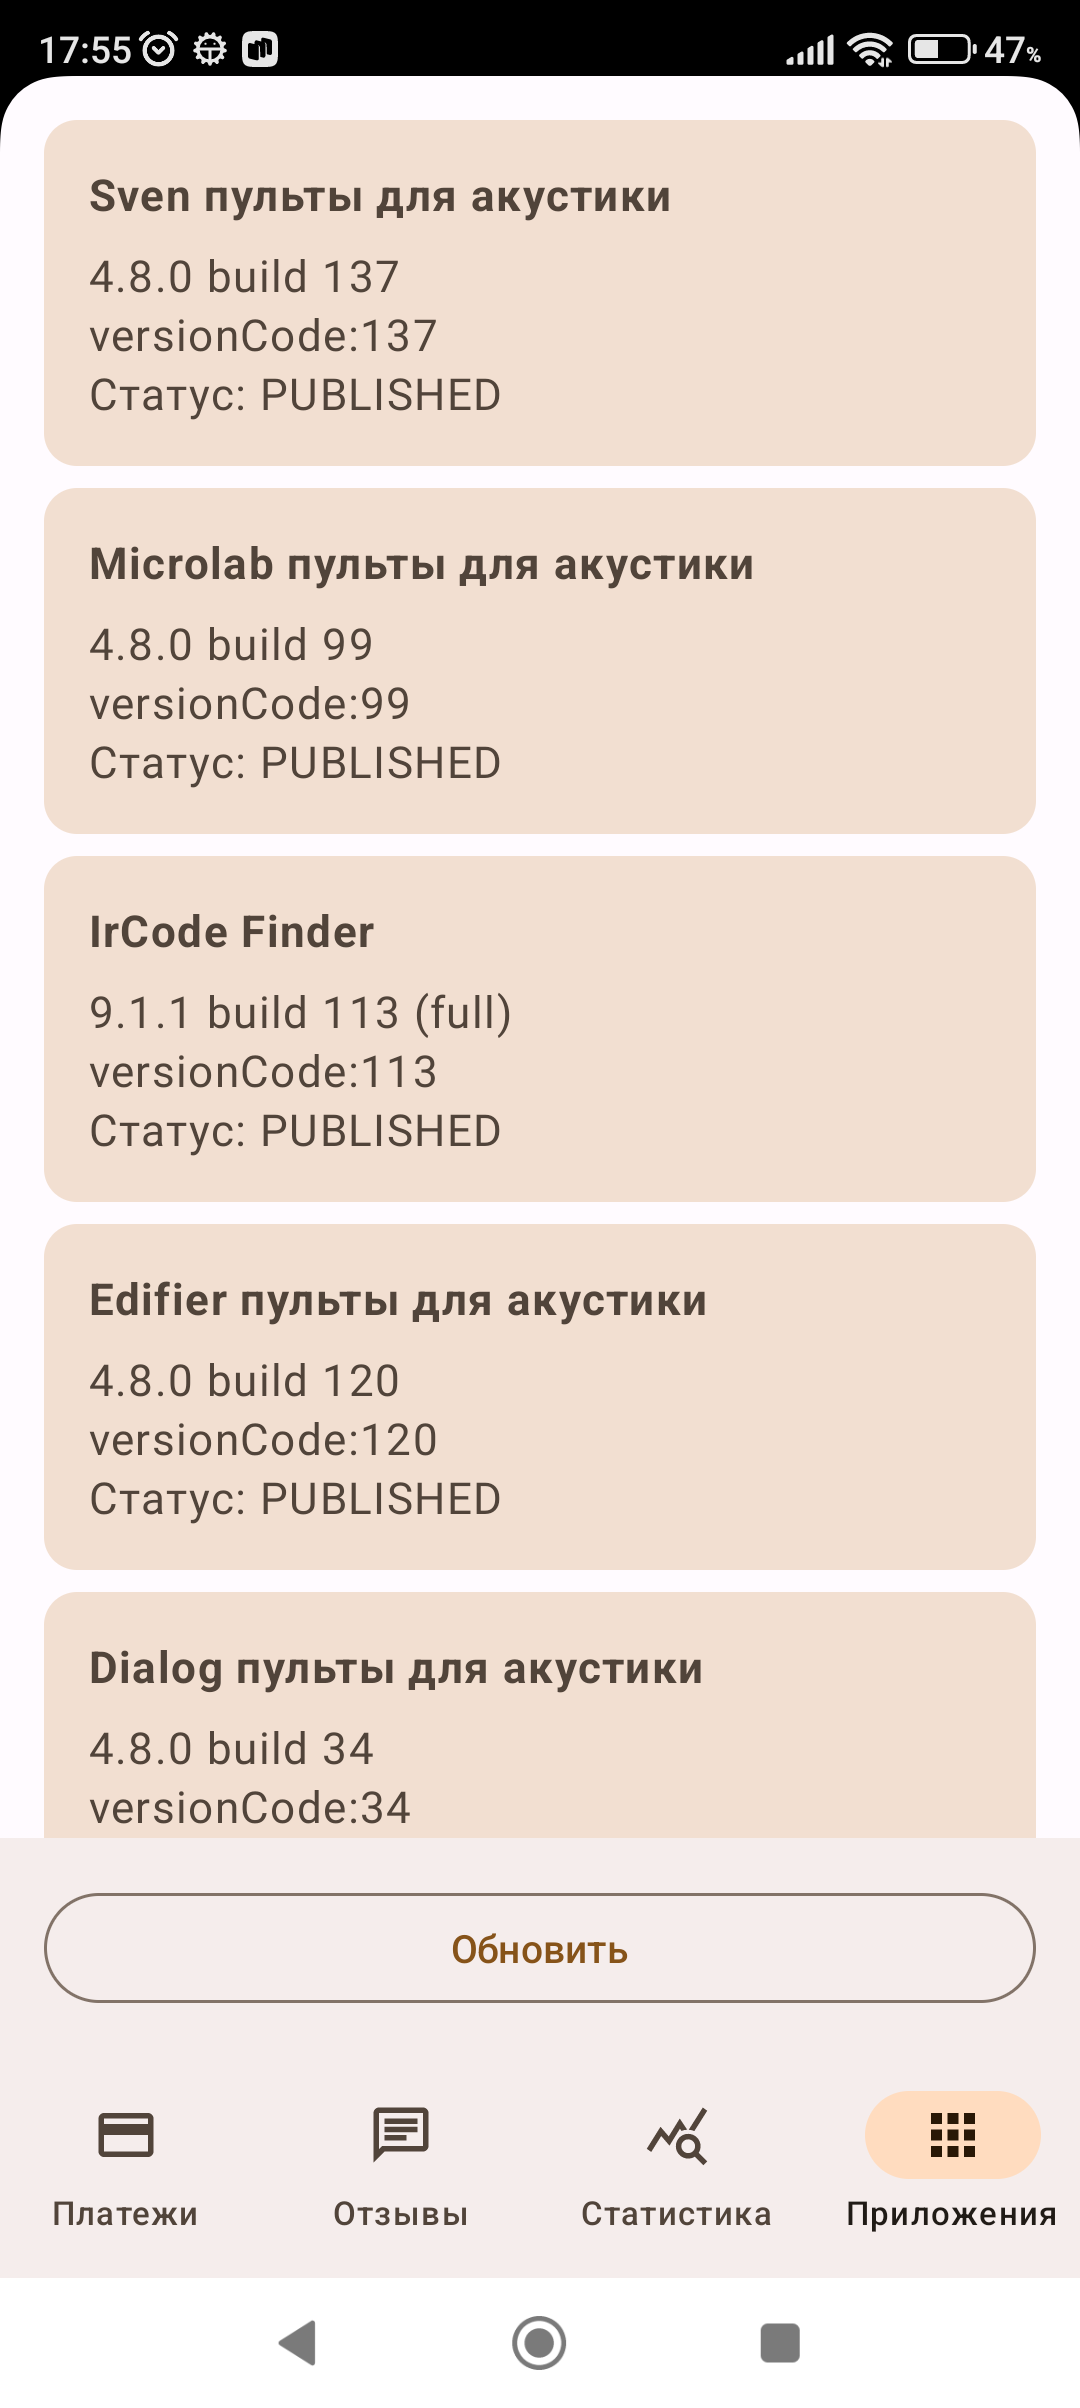 17:55
47%
Sven пульты для акустики
4.8.0 build 137
versionCode:137
Статус: PUBLISHED
Microlab пульты для акустики
4.8.0 build 99
versionCode:99
Статус: PUBLISHED
IrCode Finder
9.1.1 build 113 (full)
versionCode:113
Статус: PUBLISHED
Edifier пульты для акустики
4.8.0 build 120
versionCode:120
Статус: PUBLISHED
Dialog пульты для акустики
4.8.0 build 34
versionCode:34
Обновить
Платежи
Отзывы
Статистика
Приложения